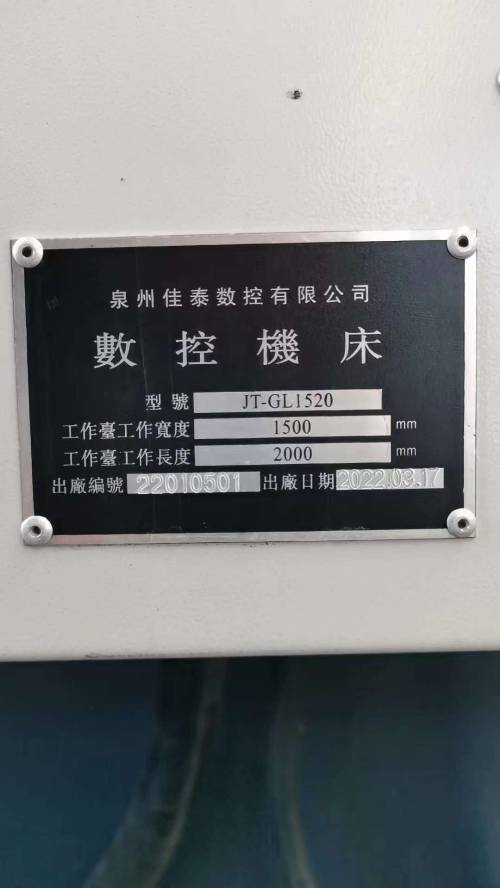 泉州佳泰数控有限公司
數控機床
型號 JT-GL1520
工作臺工作寬度 1500 mm
工作臺工作長度 2000 mm
出廠編號 22010501 出廠日期 2022.03.17